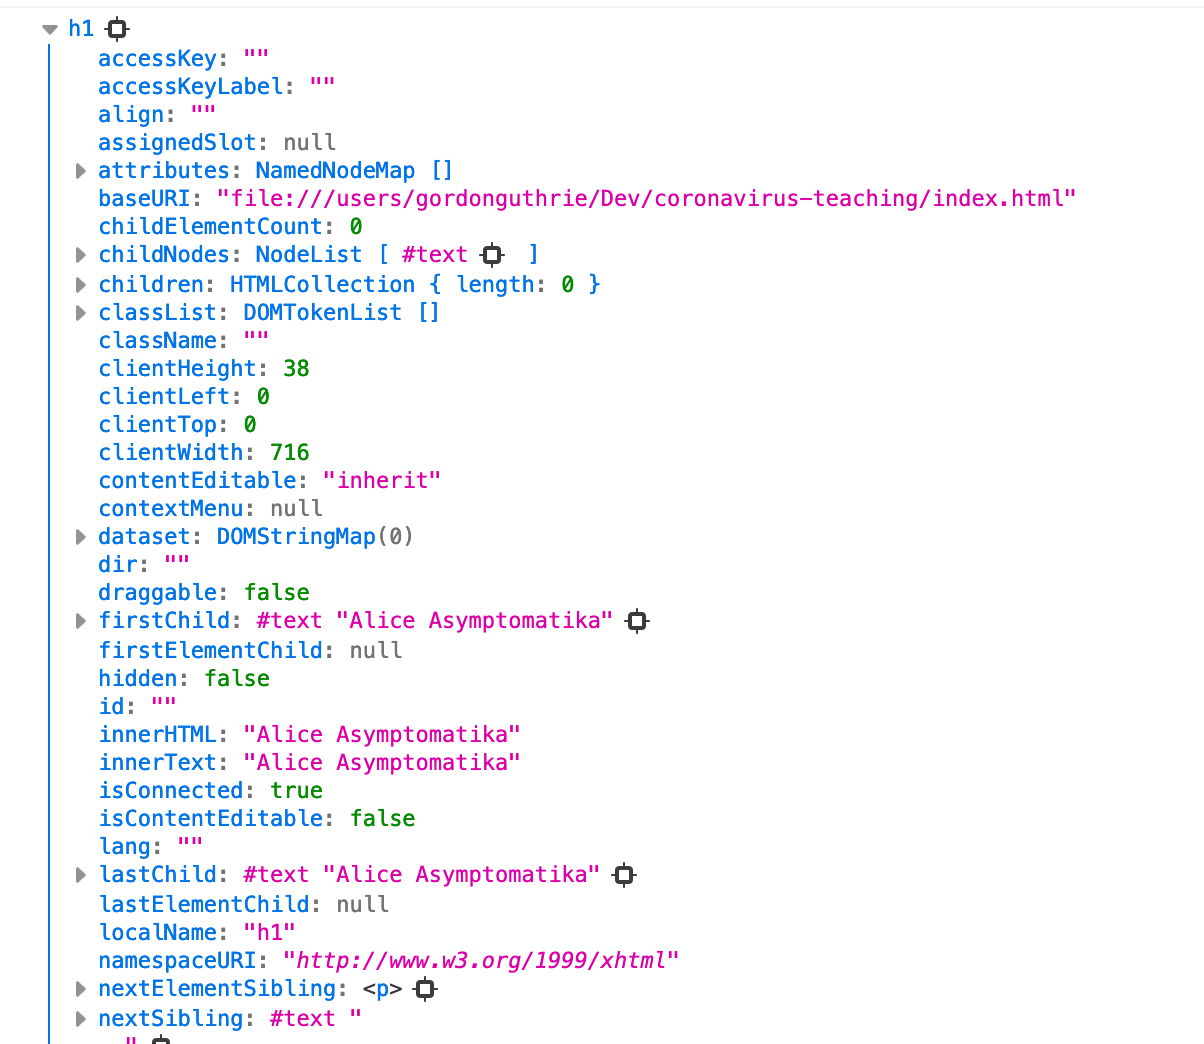 h1
accessKey: ""
accessKeyLabel: ""
align: ""
assignedSlot: null
attributes: NamedNodeMap []
baseURI: "file:///users/gordonguthrie/Dev/coronavirus-teaching/index.html"
childElementCount: 0
childNodes: NodeList [ #text ]
children: HTMLCollection { length: 0 }
classList: DOMTokenList []
className: ""
clientHeight: 38
clientLeft: 0
clientTop: 0
clientWidth: 716
contentEditable: "inherit"
contextMenu: null
dataset: DOMStringMap(0)
dir: ""
draggable: false
firstChild: #text "Alice Asymptomatika"
firstElementChild: null
hidden: false
id: ""
innerHTML: "Alice Asymptomatika"
innerText: "Alice Asymptomatika"
isConnected: true
isContentEditable: false
lang: ""
lastChild: #text "Alice Asymptomatika"
lastElementChild: null
localName: "h1"
namespaceURI: "http://www.w3.org/1999/xhtml"
nextElementSibling: <p>
nextSibling: #text "
"